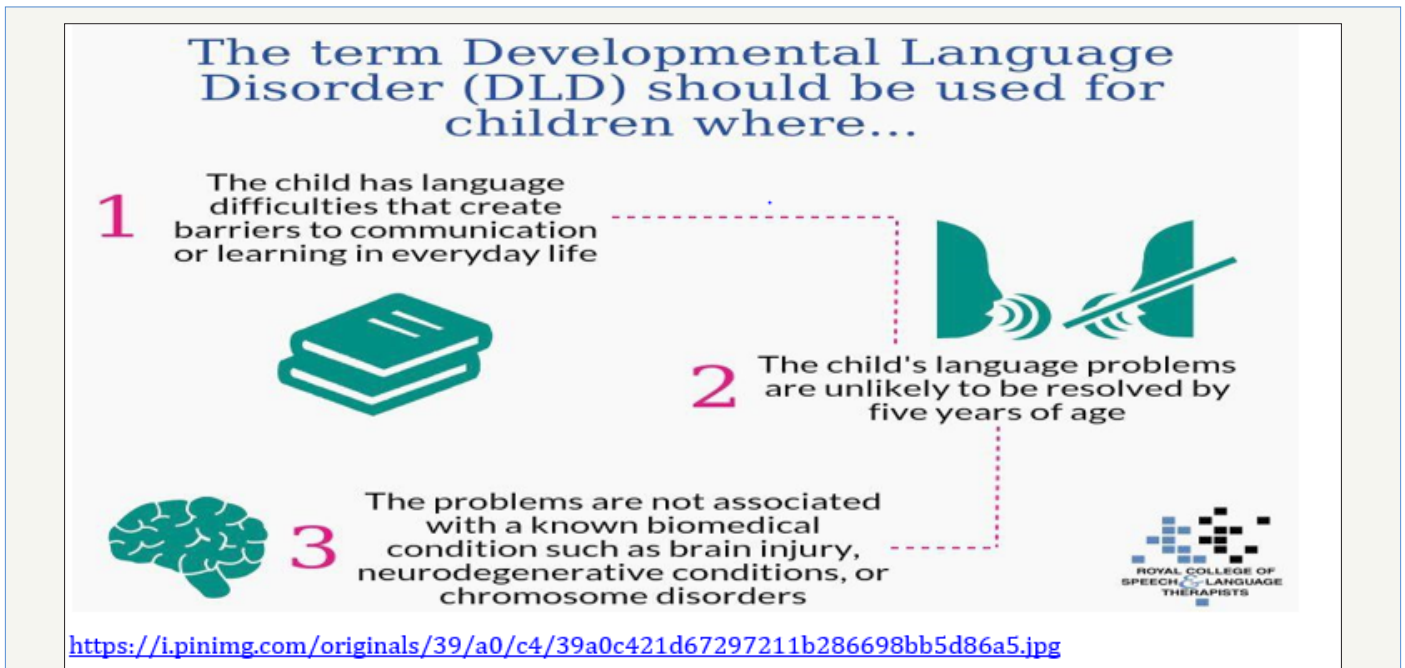 The term Developmental Language
Disorder (DLD) should be used for
children where...
1
The child has language
difficulties that create
barriers to communication
or learning in everyday life
2
The child's language problems
are unlikely to be resolved by
five years of age
3
The problems are not associated
with a known biomedical
condition such as brain injury,
neurodegenerative conditions, or
chromosome disorders
ROYAL COLLEGE OF
SPEECH & LANGUAGE
THERAPISTS
https://i.pinimg.com/originals/39/a0/c4/39a0c421d67297211b286698bb5d86a5.jpg